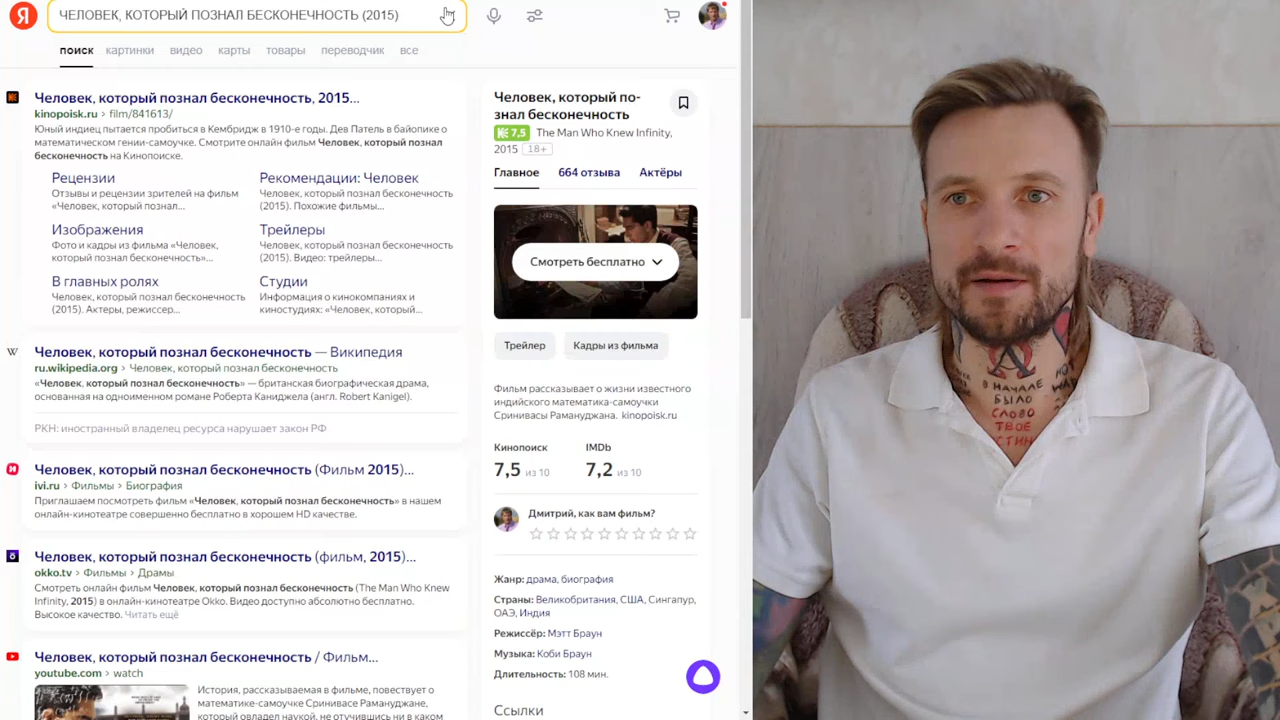 Я
ЧЕЛОВЕК, КОТОРЫЙ ПОЗНАЛ БЕСКОНЕЧНОСТЬ (2015)
поиск
картинки
видео
карты
товары
переводчик
все
Человек, который познал бесконечность, 2015...
kinopoisk.ru › film/841613/
Юный индиец пытается пробиться в Кембридж в 1910-е годы. Дев Патель в байопике о
математическом гении-самоучке. Смотрите онлайн фильм Человек, который познал
бесконечность на Кинопоиске.
Рецензии
Отзывы и рецензии зрителей на фильм
«Человек, который познал...
Рекомендации: Человек
Человек, который познал бесконечность
(2015). Похожие фильмы...
Изображения
Фото и кадры из фильма «Человек,
который познал бесконечность»...
Трейлеры
Человек, который познал бесконечность
(2015). Видео: трейлеры...
В главных ролях
Человек, который познал бесконечность
(2015). Актеры, режиссер...
Студии
Информация о кинокомпаниях и
киностудиях: «Человек, который...
W
Человек, который познал бесконечность — Википедия
ru.wikipedia.org › Человек, который познал бесконечность
«Человек, который познал бесконечность» — британская биографическая драма,
основанная на одноименном романе Роберта Каниджела (англ. Robert Kanigel).
РКН: иностранный владелец ресурса нарушает закон РФ
Человек, который познал бесконечность (Фильм 2015)...
ivi.ru › Фильмы › Биография
Приглашаем посмотреть фильм «Человек, который познал бесконечность» в нашем
онлайн-кинотеатре совершенно бесплатно в хорошем HD качестве.
Человек, который познал бесконечность (фильм, 2015)...
okko.tv › Фильмы › Драмы
Смотреть онлайн фильм Человек, который познал бесконечность (The Man Who Knew
Infinity, 2015) в онлайн-кинотеатре Okko. Видео доступно абсолютно бесплатно.
Высокое качество. Читать ещё
Человек, который познал бесконечность / Фильм...
youtube.com › watch
История, рассказываемая в фильме, повествует о
математике-самоучке Сринивасе Рамануджане,
который овладел наукой, не отучившись ни в каком
Человек, который по-
знал бесконечность
7,5 The Man Who Knew Infinity,
2015 18+
Главное
664 отзыва
Актёры
Смотреть бесплатно
Трейлер
Кадры из фильма
Фильм рассказывает о жизни известного
индийского математика-самоучки
Сринивасы Рамануджана. kinopoisk.ru
Кинопоиск
7,5 из 10
IMDb
7,2 из 10
Дмитрий, как вам фильм?
Жанр: драма, биография
Страны: Великобритания, США, Сингапур,
ОАЭ, Индия
Режиссёр: Мэтт Браун
Музыка: Коби Браун
Длительность: 108 мин.
Ссылки
В НАЧАЛЕ
БЫЛО
СЛОВО
ТВОЕ